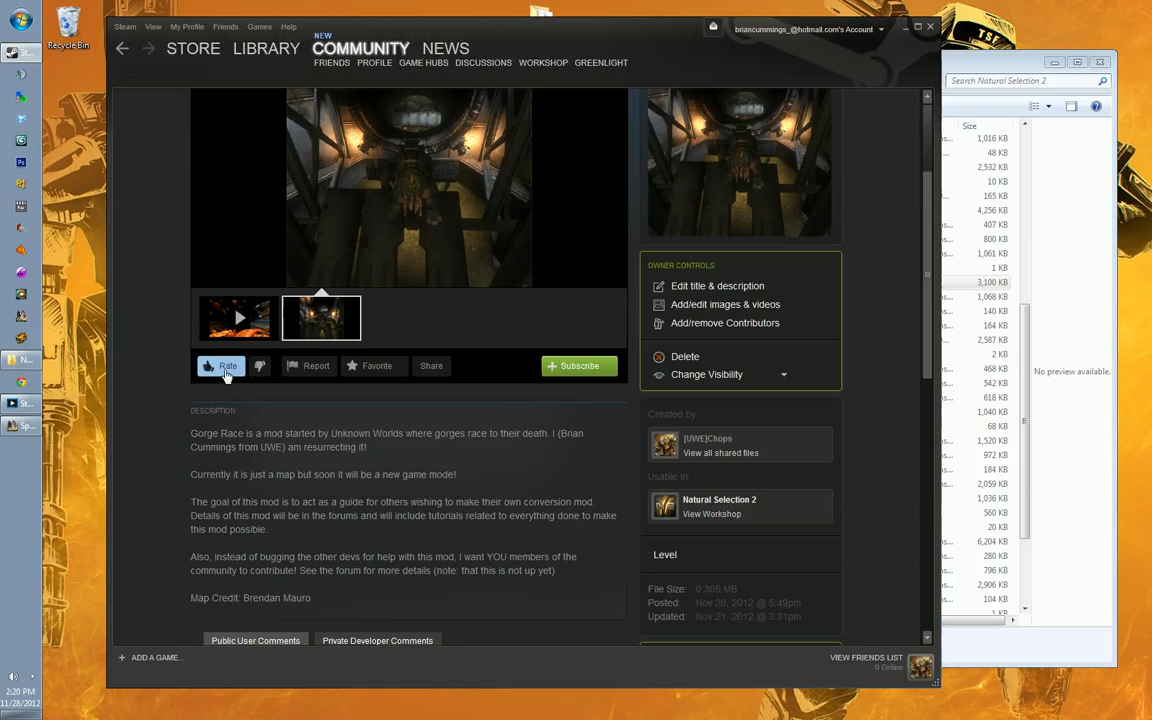 Recycle Bin
Steam View My Profile Friends Games Help
briancummings_@hotmail.com's Account
NEW
STORE LIBRARY COMMUNITY NEWS
FRIENDS PROFILE GAME HUBS DISCUSSIONS WORKSHOP GREENLIGHT
TSF
Search Natural Selection 2
Size
1,016 KB
48 KB
2,532 KB
10 KB
165 KB
4,256 KB
407 KB
800 KB
1,061 KB
1 KB
3,100 KB
1,068 KB
140 KB
164 KB
2,587 KB
2 KB
468 KB
542 KB
618 KB
1,040 KB
68 KB
1,520 KB
972 KB
184 KB
2,059 KB
1,036 KB
560 KB
20 KB
6,204 KB
280 KB
796 KB
2,906 KB
104 KB
No preview available.
OWNER CONTROLS
Edit title & description
Add/edit images & videos
Add/remove Contributors
Delete
Change Visibility
Rate Report Favorite Share Subscribe
DESCRIPTION
Gorge Race is a mod started by Unknown Worlds where gorges race to their death. I (Brian
Cummings from UWE) am resurrecting it!
Currently it is just a map but soon it will be a new game mode!
The goal of this mod is to act as a guide for others wishing to make their own conversion mod.
Details of this mod will be in the forums and will include tutorials related to everything done to make
this mod possible.
Also, instead of bugging the other devs for help with this mod, I want YOU members of the
community to contribute! See the forum for more details (note: that this is not up yet)
Map Credit: Brendan Mauro
Public User Comments Private Developer Comments
Created by
[UWE]Chops
View all shared files
Usable in:
Natural Selection 2
View Workshop
Level
File Size: 0.305 MB
Posted: Nov 20, 2012 @ 5:49pm
Updated: Nov 21, 2012 @ 3:31pm
ADD A GAME...
VIEW FRIENDS LIST
0 Online
St...
N...
St...
Sp...
2:20 PM
11/28/2012